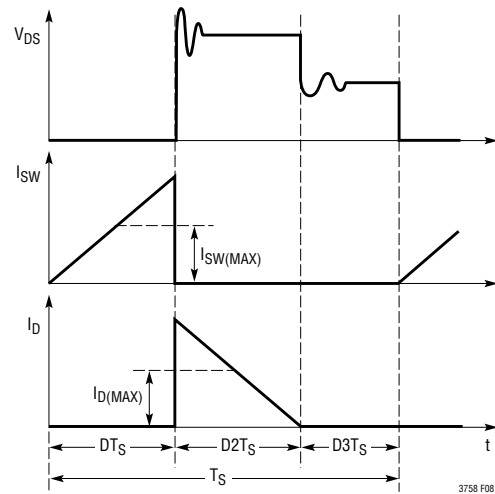 VDS
ISW
ISW(MAX)
ID
ID(MAX)
DTS
D2TS
D3TS
t
TS
3758 F08